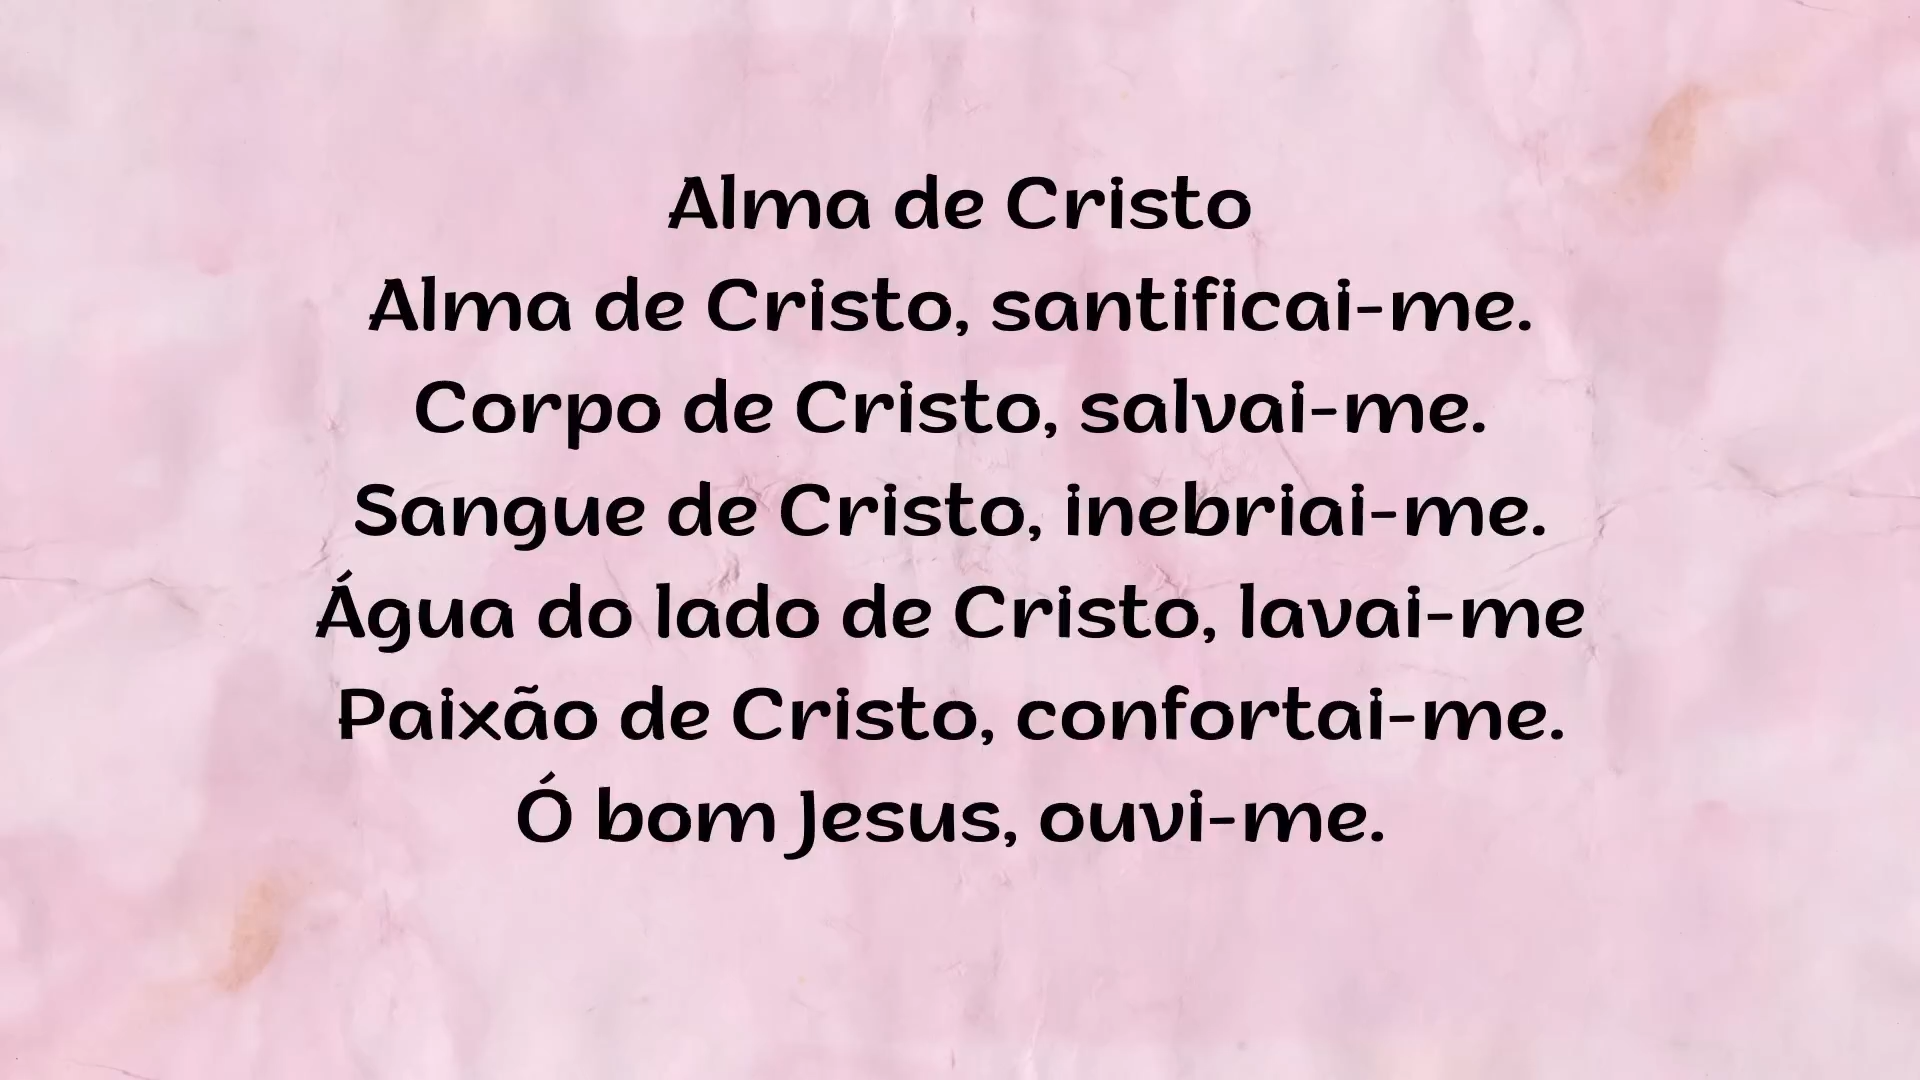 Alma de Cristo
Alma de Cristo, santificai-me.
Corpo de Cristo, salvai-me.
Sangue de Cristo, inebriai-me.
Água do lado de Cristo, lavai-me
Paixão de Cristo, confortai-me.
Ó bom Jesus, ouvi-me.